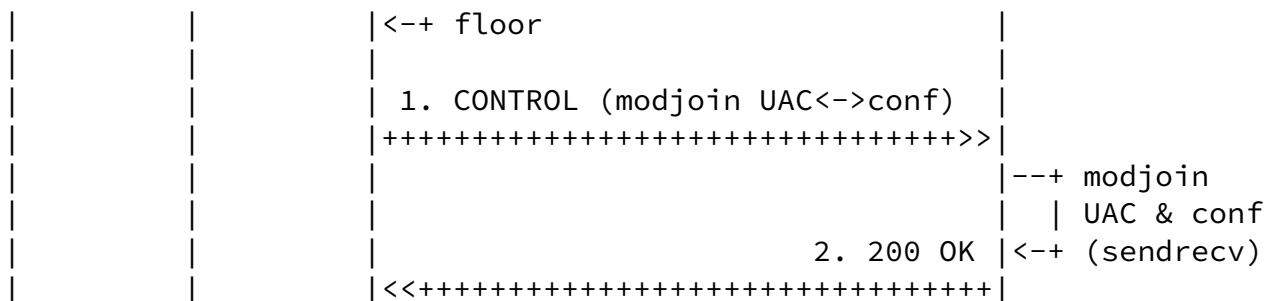 |         |         |<-+ floor                         |
|         |         |                                  |
|         |         | 1. CONTROL (modjoin UAC<->conf)  |
|         |         |++++++++++++++++++++++++++++++++>>|
|         |         |                                  |--+ modjoin
|         |         |                                  |  | UAC & conf
|         |         |                        2. 200 OK |<-+ (sendrecv)
|         |         |<<++++++++++++++++++++++++++++++++|